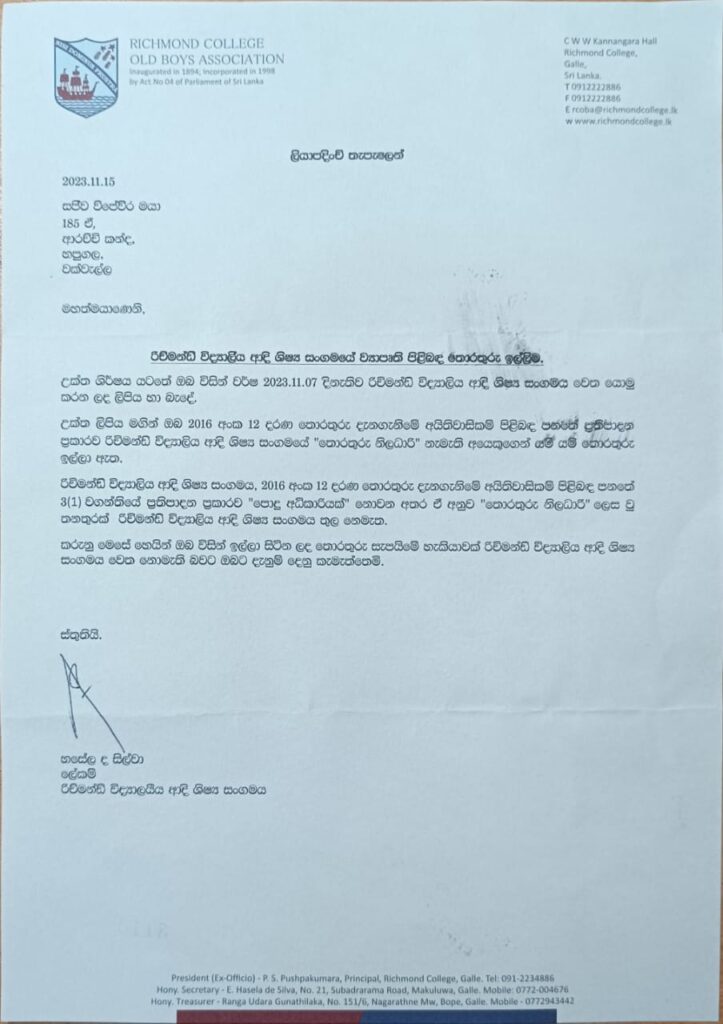 RICHMOND COLLEGE
OLD BOYS ASSOCIATION
Inaugurated in 1894; Incorporated in 1998
by Act No 04 of Parliament of Sri Lanka
C W W Kannangara Hall
Richmond College,
Galle,
Sri Lanka.
T 0912222886
F 0912222886
E rcoba@richmondcollege.lk
w www.richmondcollege.lk
ලියාපදිංචි තැපෑලෙන්
2023.11.15
සජීව විජේවීර මයා
185 ඒ,
ආරච්චි කන්ද,
හපුගල,
වක්වැල්ල
මහත්මයාණෙනි,
රිච්මන්ඩ් විද්‍යාලීය ආදි ශිෂ්‍ය සංගමයේ ව්‍යාපෘති පිළිබඳ තොරතුරු ඉල්ලීම.
උක්ත ශීර්ෂය යටතේ ඔබ විසින් වර්ෂ 2023.11.07 දිනැතිව රිච්මන්ඩ් විද්‍යාලීය ආදි ශිෂ්‍ය සංගමය වෙත යොමු
කරන ලද ලිපිය හා බැඳේ.
උක්ත ලිපිය මගින් ඔබ 2016 අංක 12 දරණ තොරතුරු දැනගැනීමේ අයිතිවාසිකම් පිළිබඳ පනතේ ප්‍රතිපාදන
ප්‍රකාරව රිච්මන්ඩ් විද්‍යාලීය ආදි ශිෂ්‍ය සංගමයේ "තොරතුරු නිලධාරී" නැමැති අයෙකුගෙන් යම් යම් තොරතුරු
ඉල්ලා ඇත.
රිච්මන්ඩ් විද්‍යාලීය ආදි ශිෂ්‍ය සංගමය, 2016 අංක 12 දරණ තොරතුරු දැනගැනීමේ අයිතිවාසිකම් පිළිබඳ පනතේ
3(1) වගන්තියේ ප්‍රතිපාදන ප්‍රකාරව "පොදු අධිකාරියක්" නොවන අතර ඒ අනුව "තොරතුරු නිලධාරී" ලෙස වූ
තනතුරක් රිච්මන්ඩ් විද්‍යාලීය ආදි ශිෂ්‍ය සංගමය තුල නොමැත.
කරුනු මෙසේ හෙයින් ඔබ විසින් ඉල්ලා සිටින ලද තොරතුරු සැපයීමේ හැකියාවක් රිච්මන්ඩ් විද්‍යාලීය ආදි ශිෂ්‍ය
සංගමය වෙත නොමැති බවට ඔබට දැනුම් දෙනු කැමැත්තෙමි.
ස්තූතියි.
හසේල ද සිල්වා
ලේකම්
රිච්මන්ඩ් විද්‍යාලයීය ආදි ශිෂ්‍ය සංගමය
President (Ex-Officio) - P. S. Pushpakumara, Principal, Richmond College, Galle. Tel: 091-2234886
Hony. Secretary - E. Hasela de Silva, No. 21, Subadrarama Road, Makuluwa, Galle. Mobile: 0772-004676
Hony. Treasurer - Ranga Udara Gunathilaka, No. 151/6, Nagarathne Mw, Bope, Galle. Mobile - 0772943442